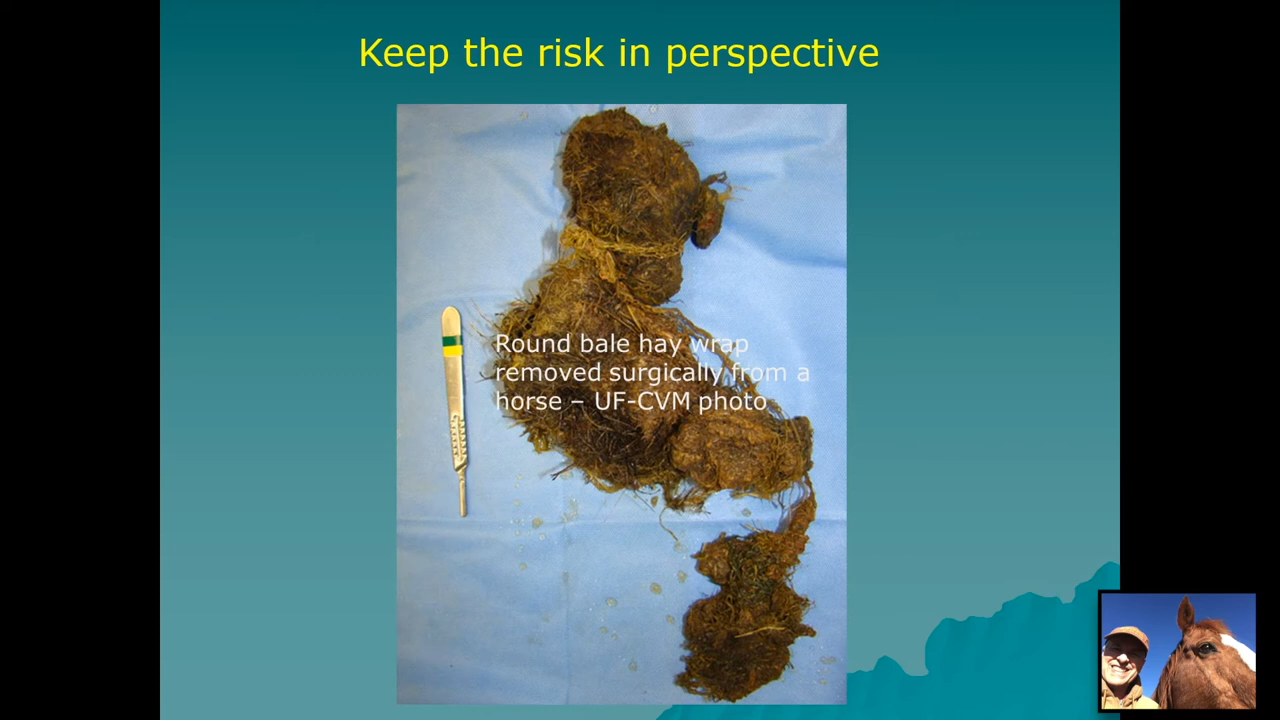 Keep the risk in perspective
Round bale hay wrap
removed surgically from a
horse – UF-CVM photo